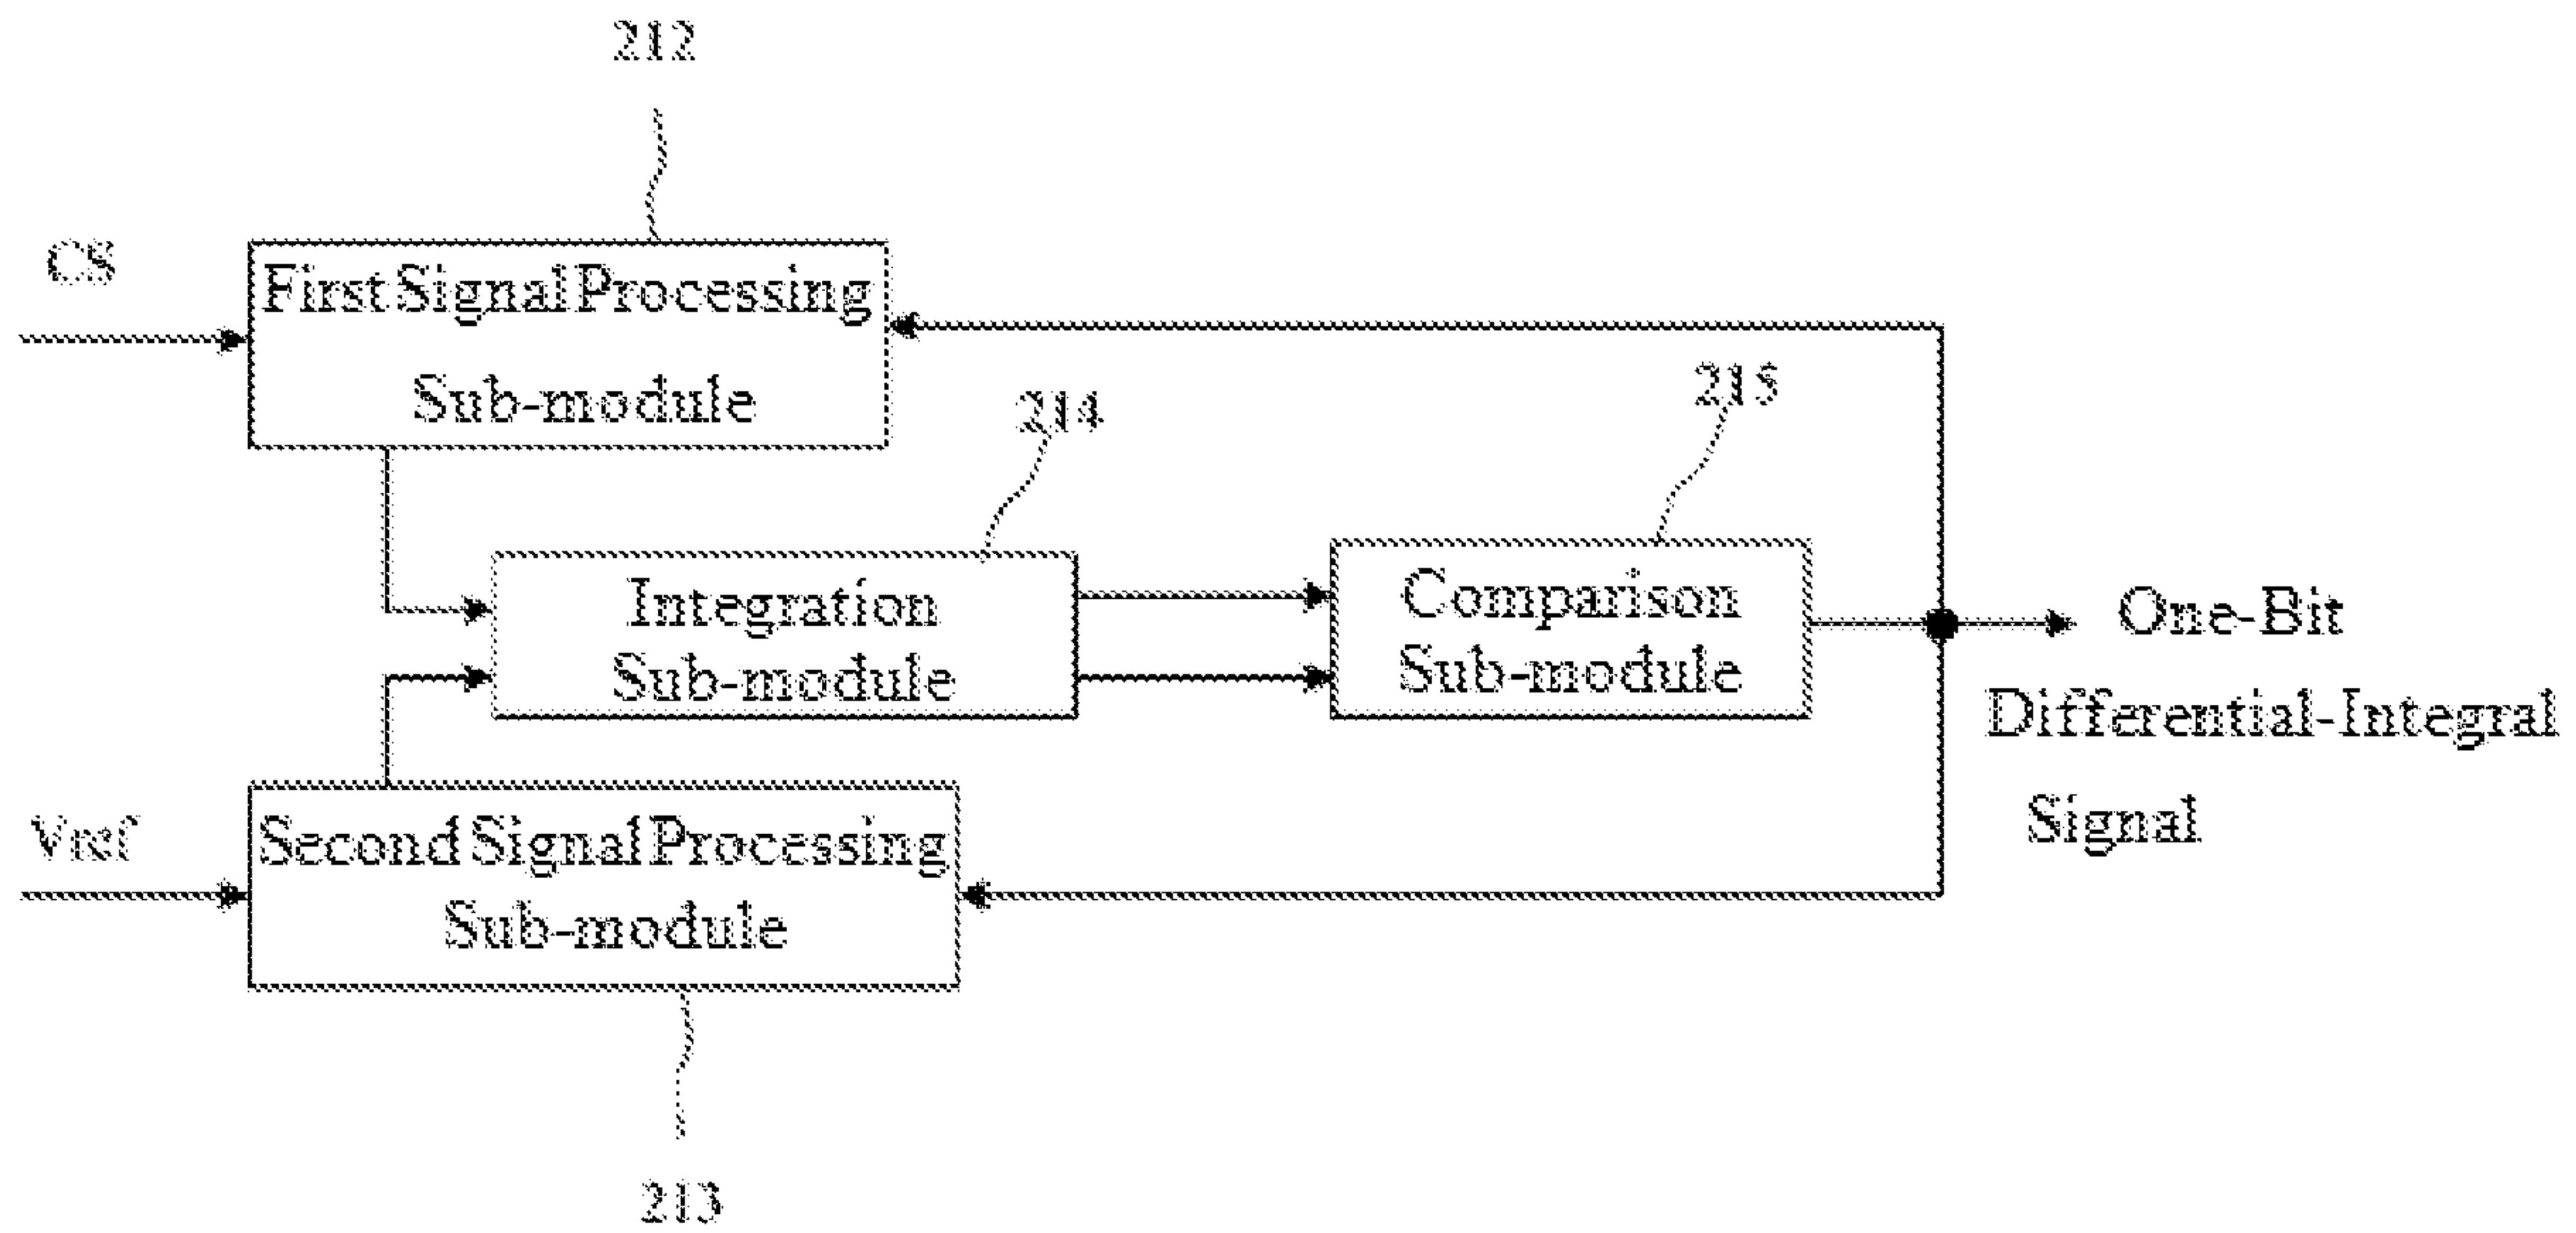 212
CS
First Signal Processing
Sub-module
214
215
Integration
Sub-module
Comparison
Sub-module
One-Bit
Differential-Integral
Signal
Vref
Second Signal Processing
Sub-module
213